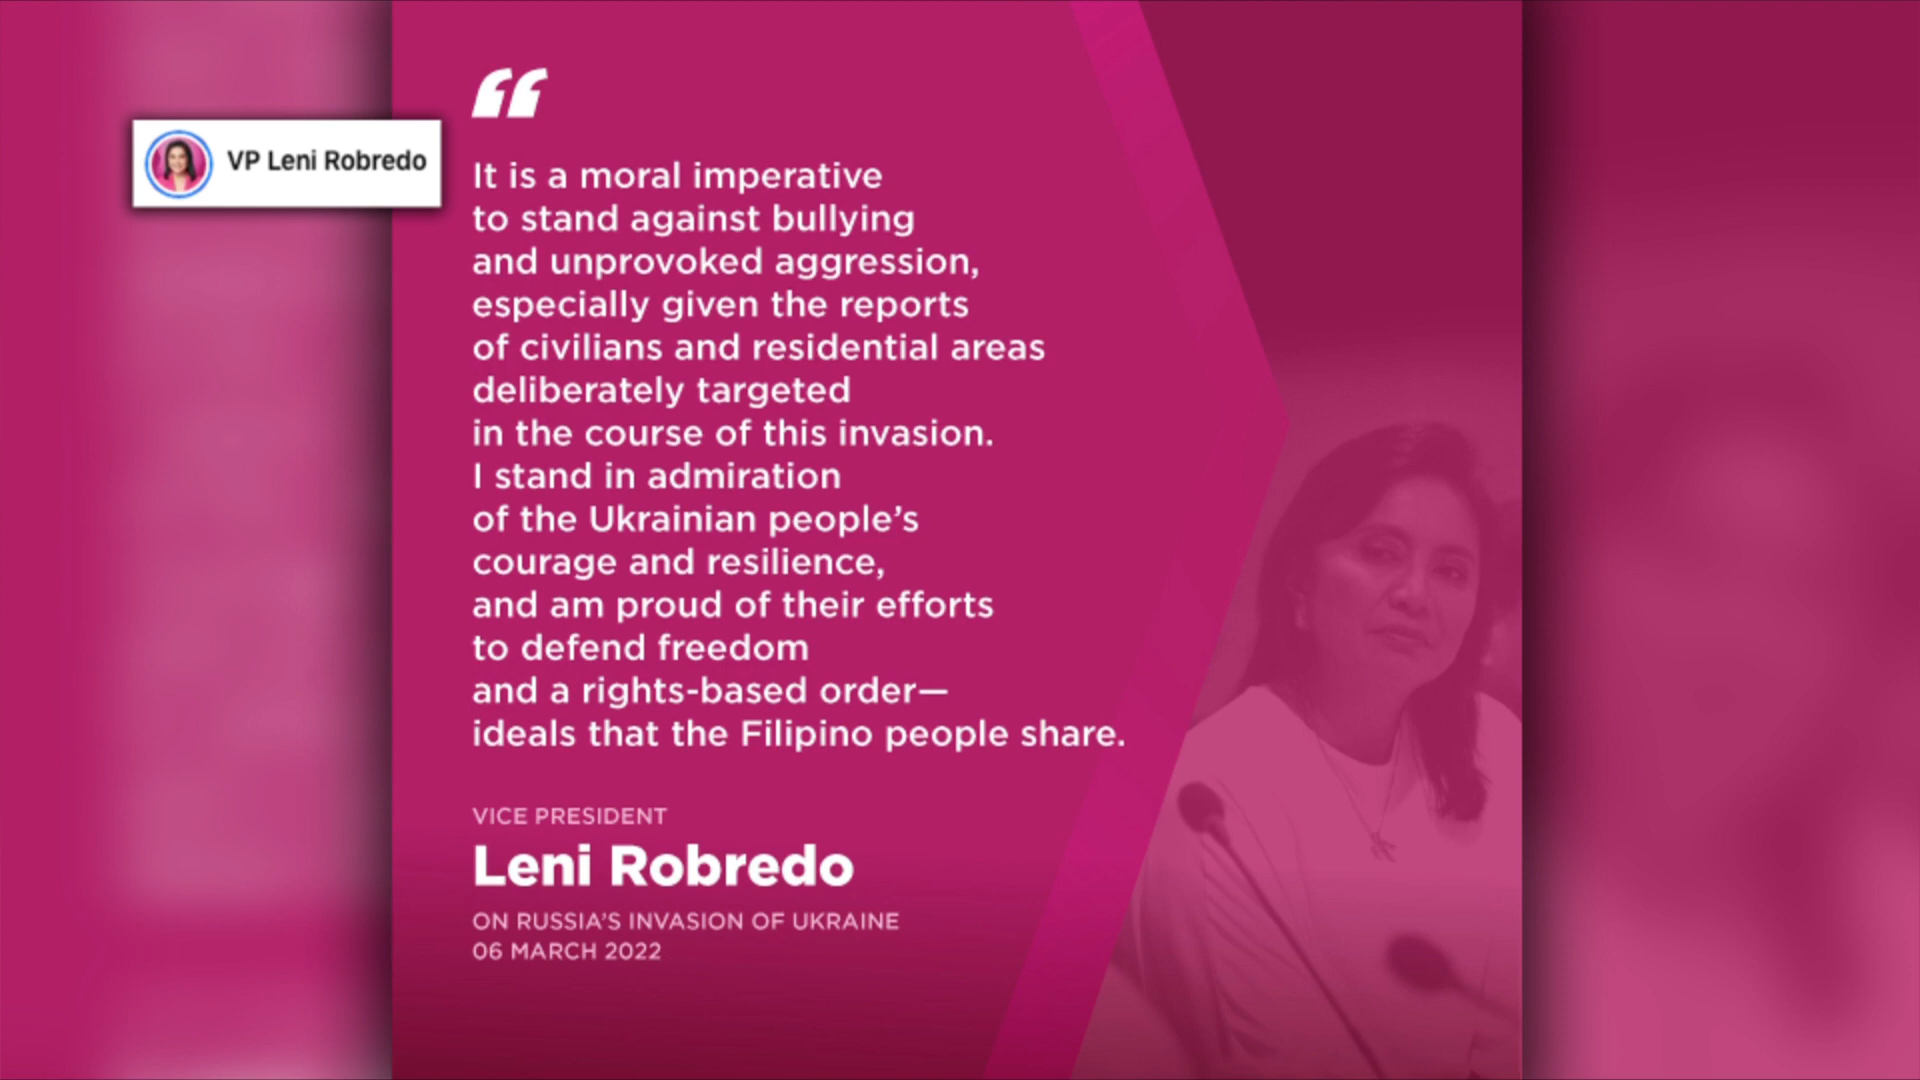 VP Leni Robredo
“
It is a moral imperative
to stand against bullying
and unprovoked aggression,
especially given the reports
of civilians and residential areas
deliberately targeted
in the course of this invasion.
I stand in admiration
of the Ukrainian people’s
courage and resilience,
and am proud of their efforts
to defend freedom
and a rights-based order—
ideals that the Filipino people share.
VICE PRESIDENT
Leni Robredo
ON RUSSIA’S INVASION OF UKRAINE
06 MARCH 2022